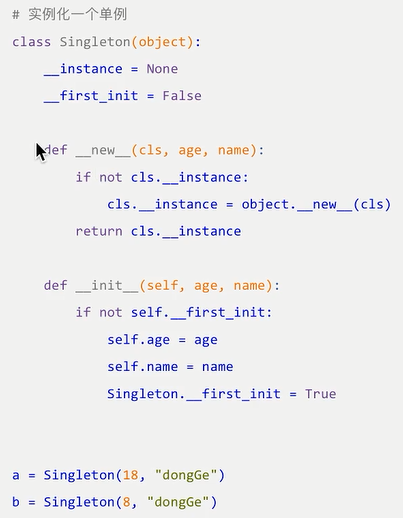 # 实例化一个单例
class Singleton(object):
    __instance = None
    __first_init = False
    def __new__(cls, age, name):
        if not cls.__instance:
            cls.__instance = object.__new__(cls)
        return cls.__instance
    def __init__(self, age, name):
        if not self.__first_init:
            self.age = age
            self.name = name
            Singleton.__first_init = True
a = Singleton(18, "dongGe")
b = Singleton(8, "dongGe")